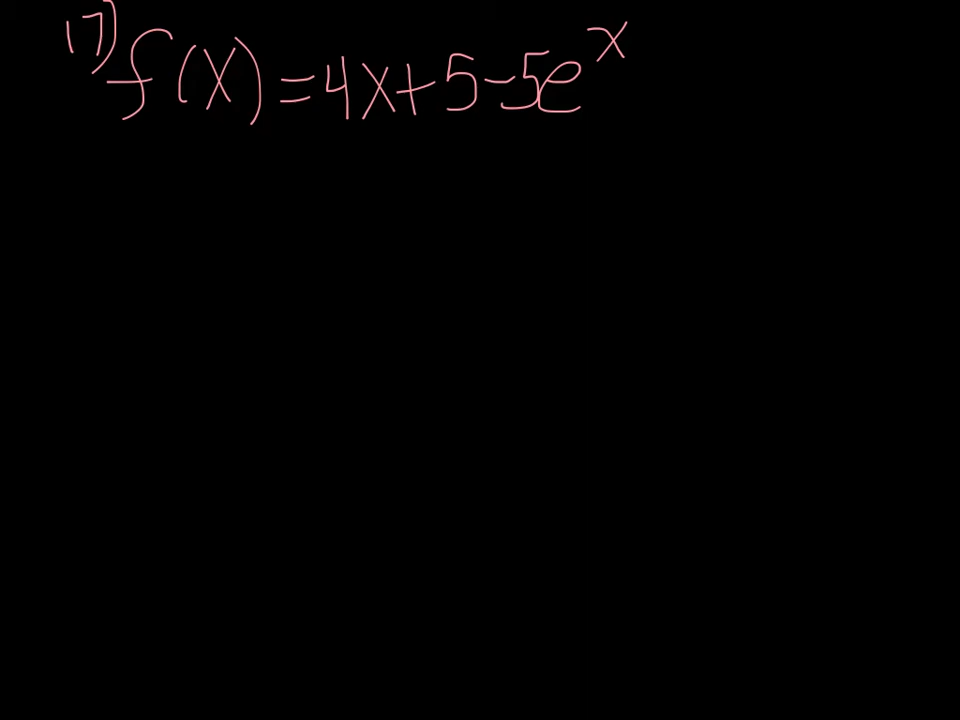 17) f(x) = 4x + 5 - 5e^x